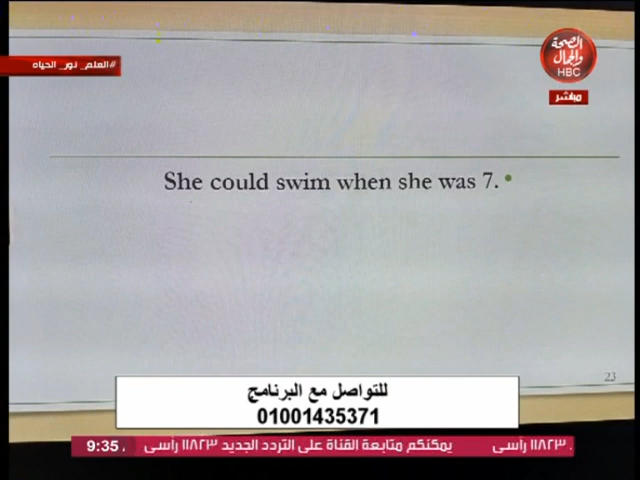 #العلم_نور_الحياه
الصحة
والجمال
HBC
مباشر
She could swim when she was 7. •
23
للتواصل مع البرنامج
01001435371
9:35
يمكنكم متابعة القناة على التردد الجديد ١١٨٢٣ رأسى
١١٨٢٣ رأسى